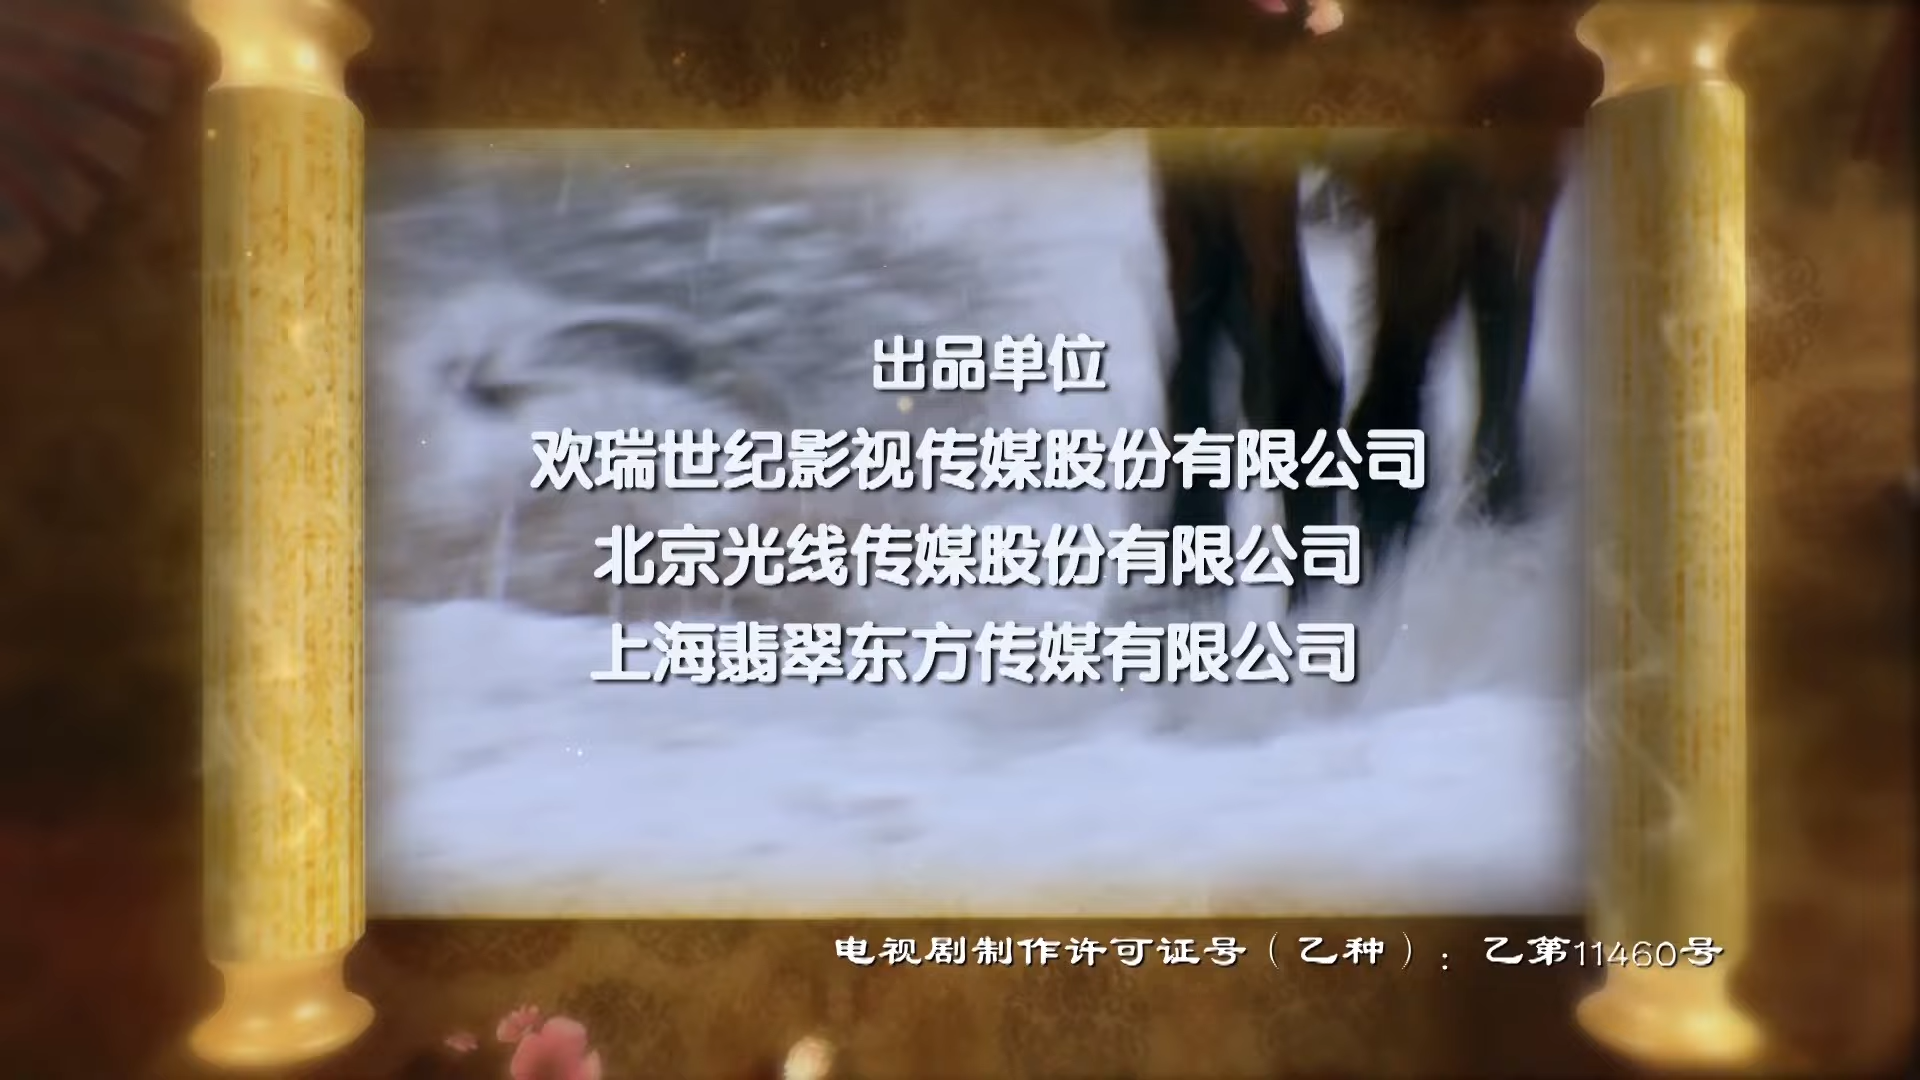 出品单位
欢瑞世纪影视传媒股份有限公司
北京光线传媒股份有限公司
上海翡翠东方传媒有限公司
电视剧制作许可证号（乙种）：乙第11460号